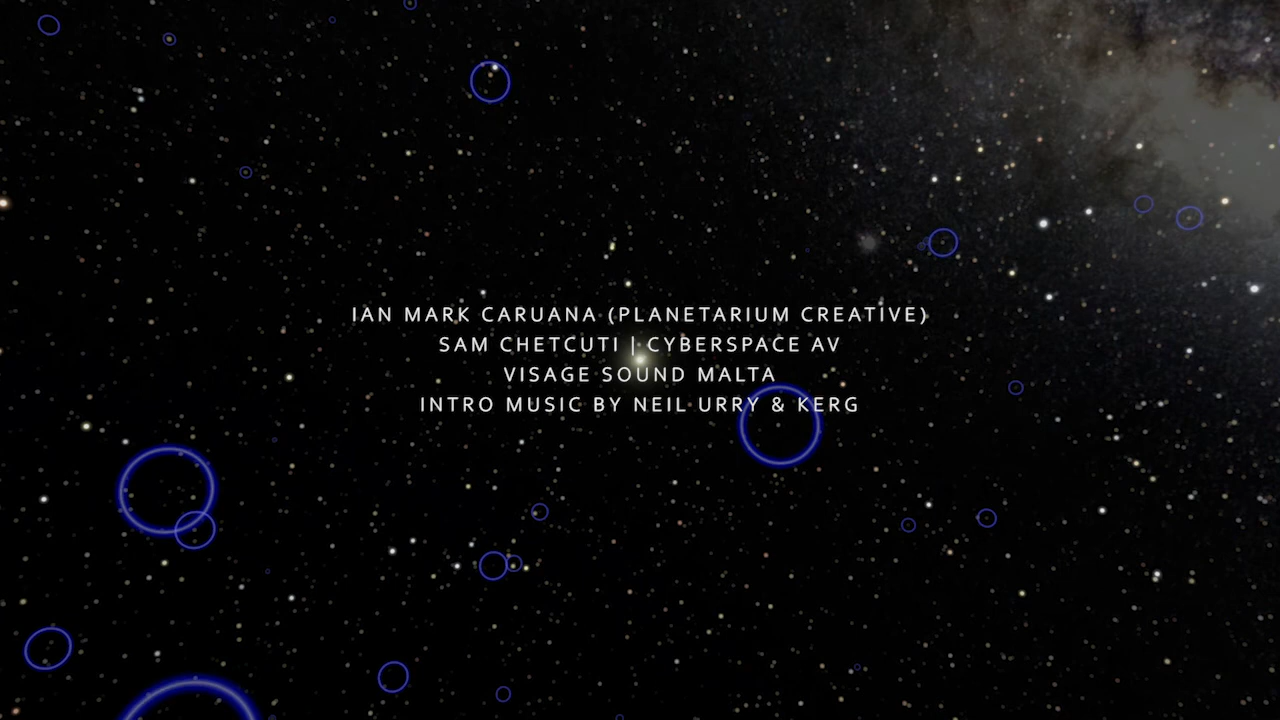 IAN MARK CARUANA (PLANETARIUM CREATIVE)
SAM CHETCUTI | CYBERSPACE AV
VISAGE SOUND MALTA
INTRO MUSIC BY NEIL URRY & KERG